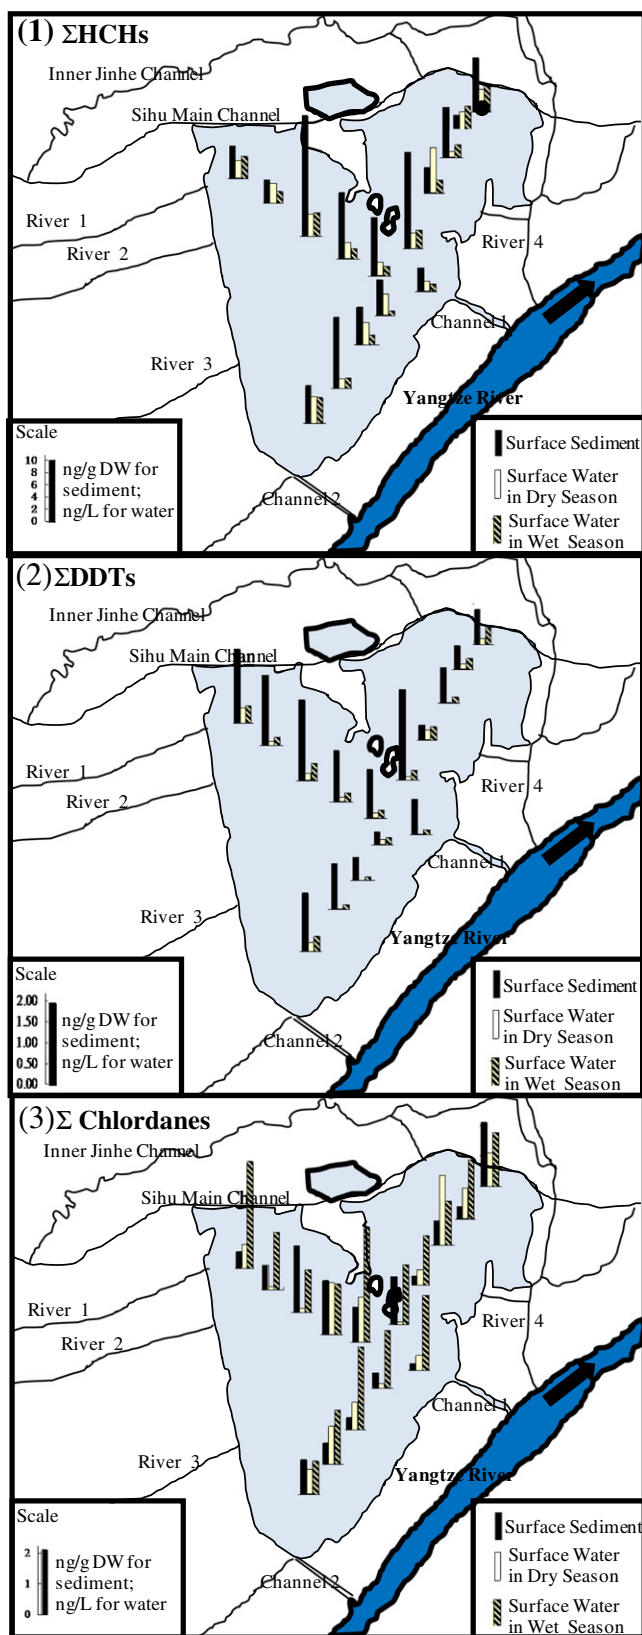 (1) ΣHCHs
Inner Jinhe Channel
Sihu Main Channel
River 1
River 2
River 4
Channel 1
River 3
Yangtze River
Channel 2
Scale
10
8
6
4
2
0
ng/g DW for
sediment;
ng/L for water
Surface Sediment
Surface Water
in Dry Season
Surface Water
in Wet Season
(2) ΣDDTs
Inner Jinhe Channel
Sihu Main Channel
River 1
River 2
River 4
Channel 1
River 3
Yangtze River
Channel 2
Scale
2.00
1.50
1.00
0.50
0.00
ng/g DW for
sediment;
ng/L for water
Surface Sediment
Surface Water
in Dry Season
Surface Water
in Wet Season
(3) Σ Chlordanes
Inner Jinhe Channel
Sihu Main Channel
River 1
River 2
River 4
Channel 1
River 3
Yangtze River
Channel 2
Scale
2
1
0
ng/g DW for
sediment;
ng/L for water
Surface Sediment
Surface Water
in Dry Season
Surface Water
in Wet Season